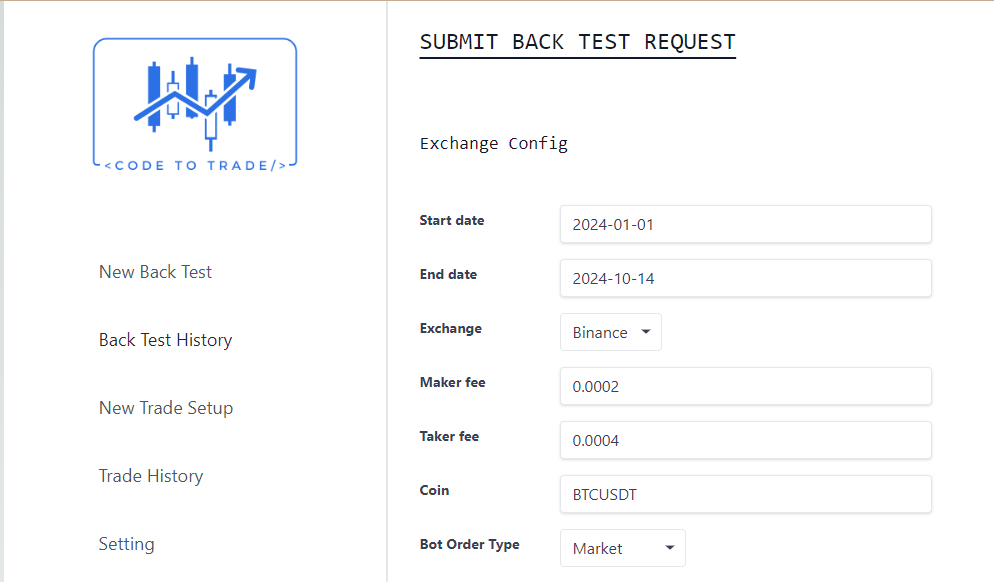 <CODE TO TRADE/>
New Back Test
Back Test History
New Trade Setup
Trade History
Setting
SUBMIT BACK TEST REQUEST
Exchange Config
Start date 2024-01-01
End date 2024-10-14
Exchange Binance
Maker fee 0.0002
Taker fee 0.0004
Coin BTCUSDT
Bot Order Type Market